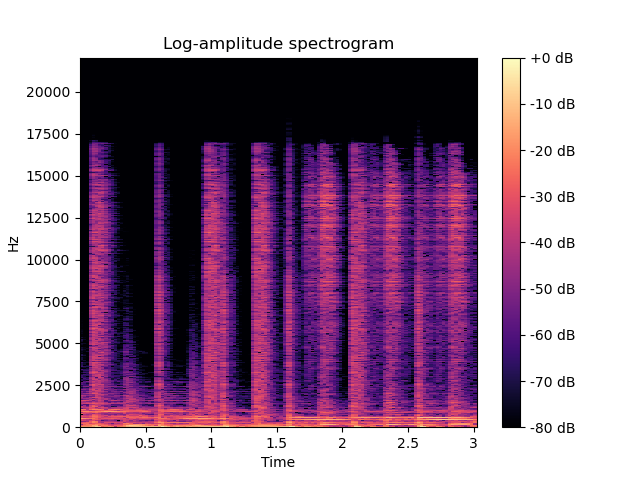 Log-amplitude spectrogram
Hz
20000
17500
15000
12500
10000
7500
5000
2500
0
0 0.5 1 1.5 2 2.5 3
Time
+0 dB
-10 dB
-20 dB
-30 dB
-40 dB
-50 dB
-60 dB
-70 dB
-80 dB